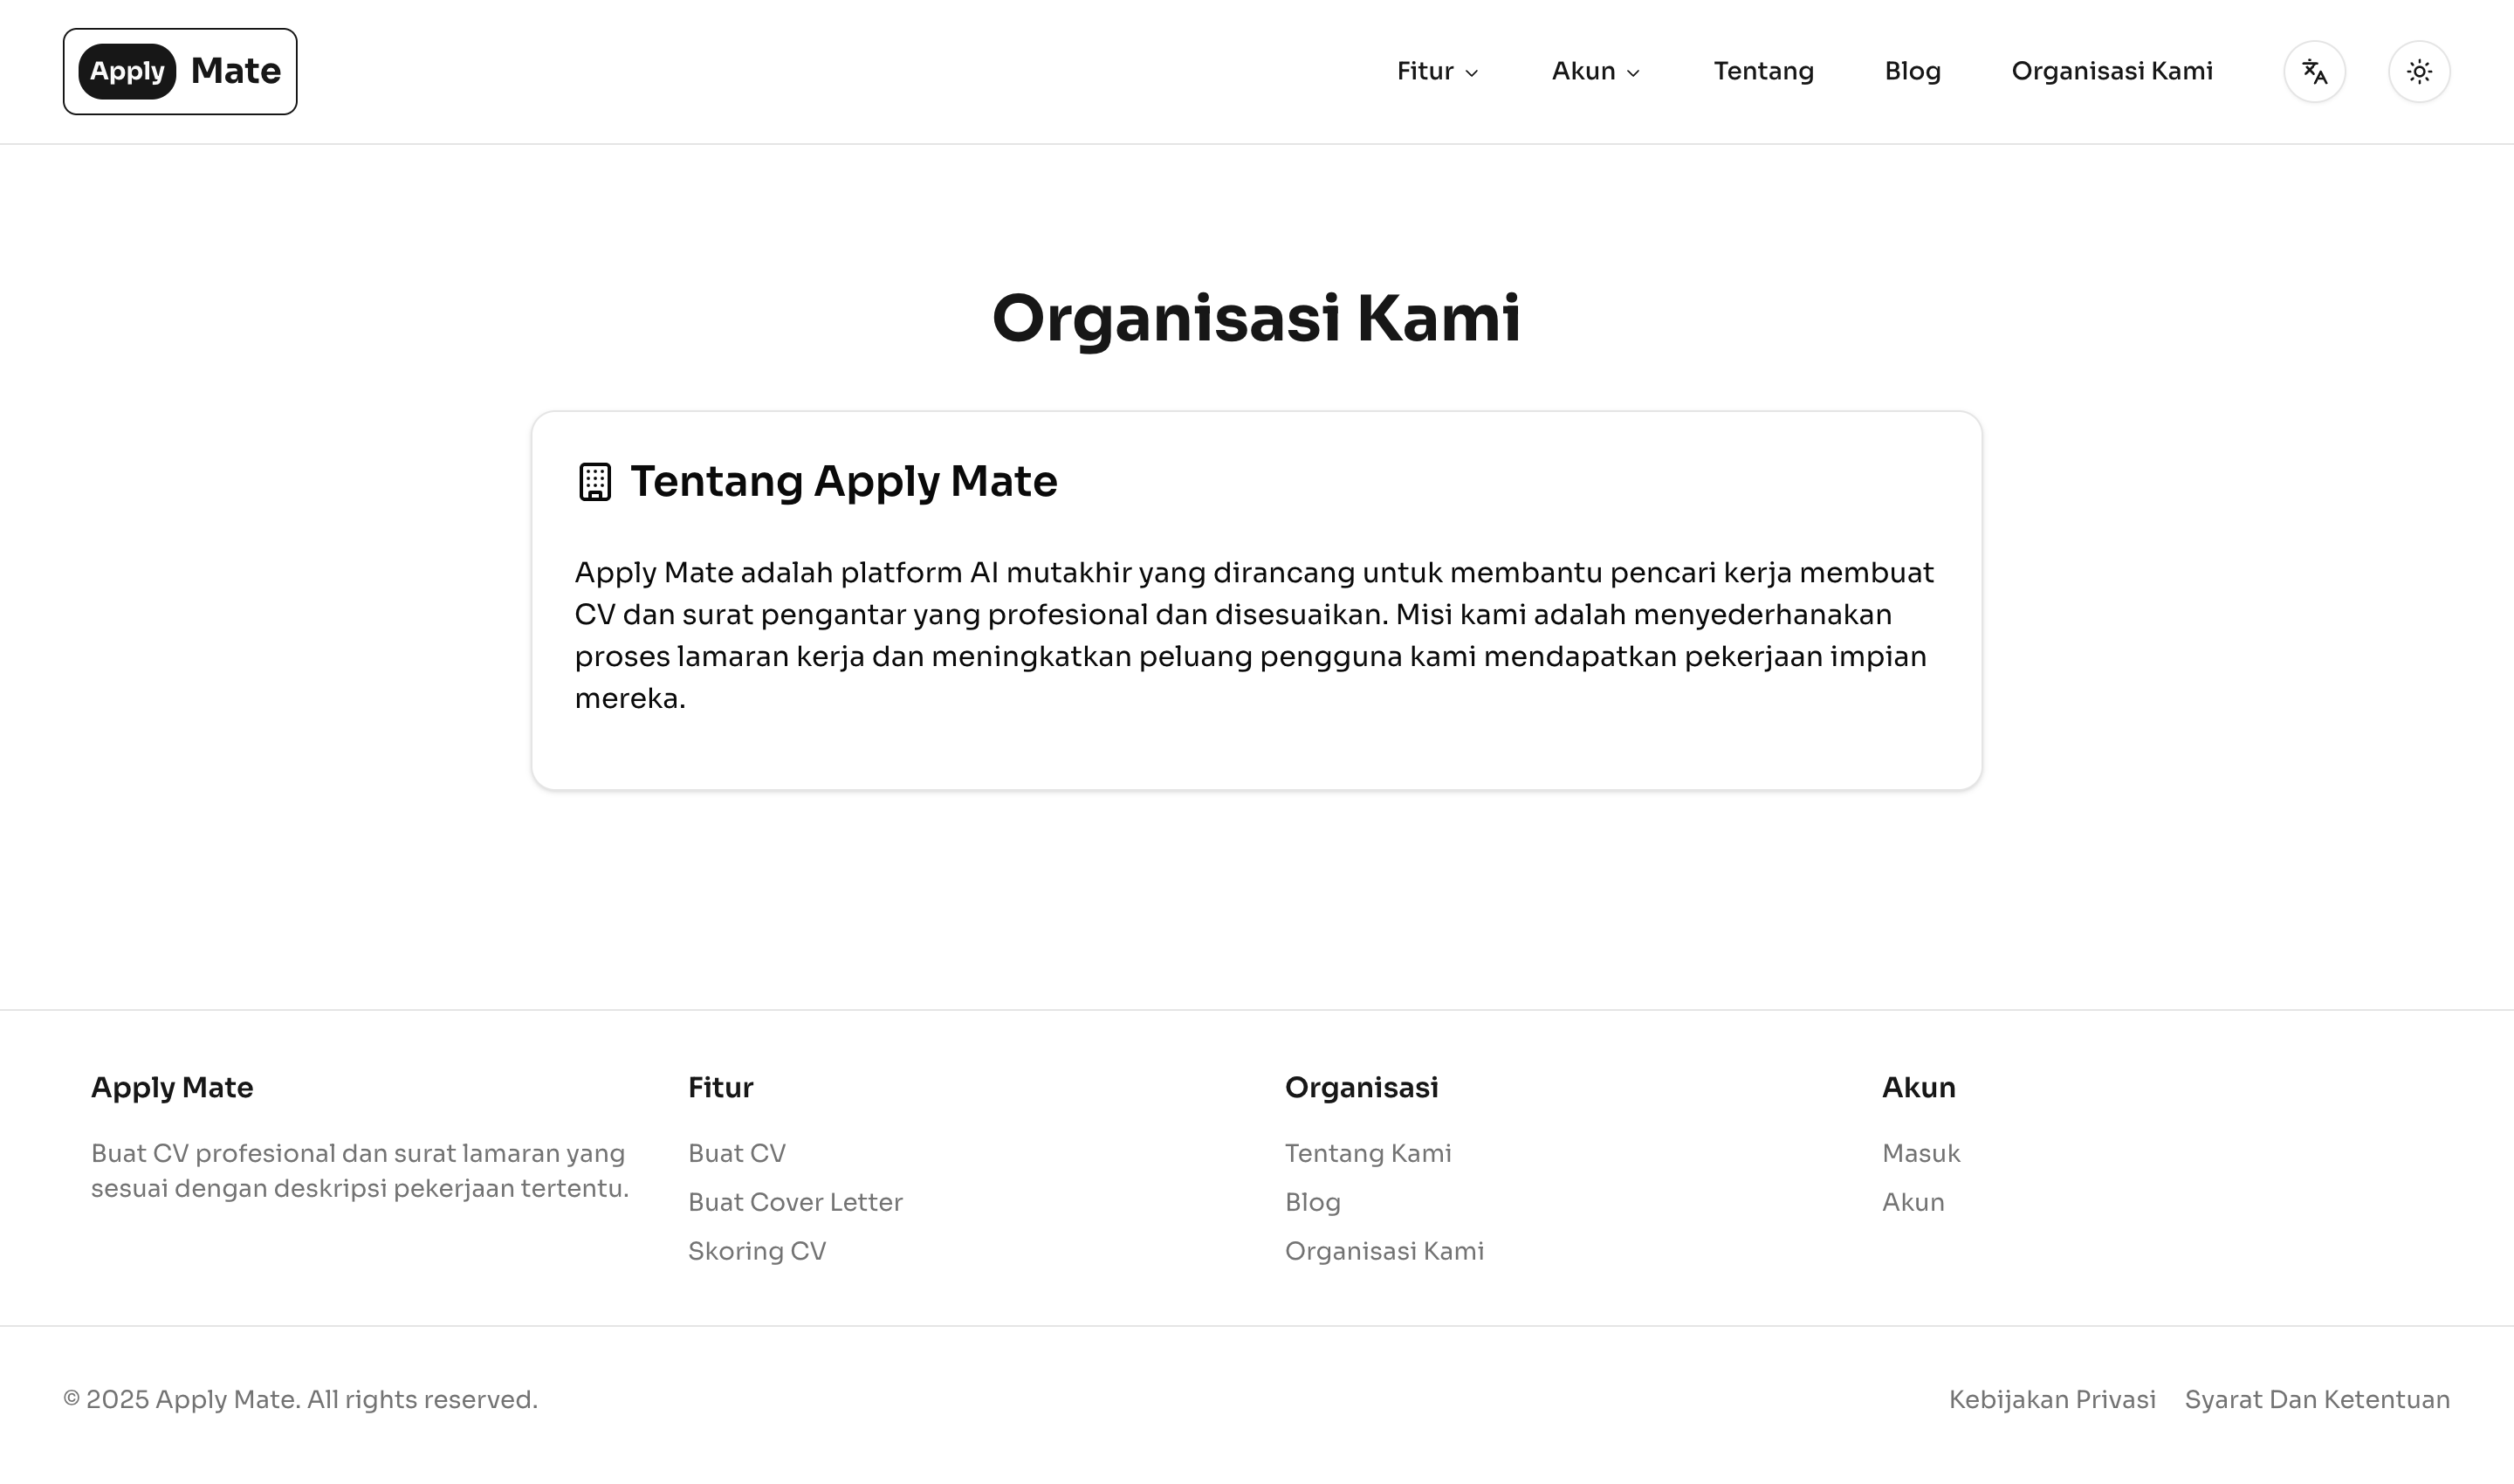 Apply Mate
Fitur
Akun
Tentang
Blog
Organisasi Kami
Organisasi Kami
Tentang Apply Mate
Apply Mate adalah platform AI mutakhir yang dirancang untuk membantu pencari kerja membuat
CV dan surat pengantar yang profesional dan disesuaikan. Misi kami adalah menyederhanakan
proses lamaran kerja dan meningkatkan peluang pengguna kami mendapatkan pekerjaan impian
mereka.
Apply Mate
Buat CV profesional dan surat lamaran yang
sesuai dengan deskripsi pekerjaan tertentu.
Fitur
Buat CV
Buat Cover Letter
Skoring CV
Organisasi
Tentang Kami
Blog
Organisasi Kami
Akun
Masuk
Akun
© 2025 Apply Mate. All rights reserved.
Kebijakan Privasi
Syarat Dan Ketentuan